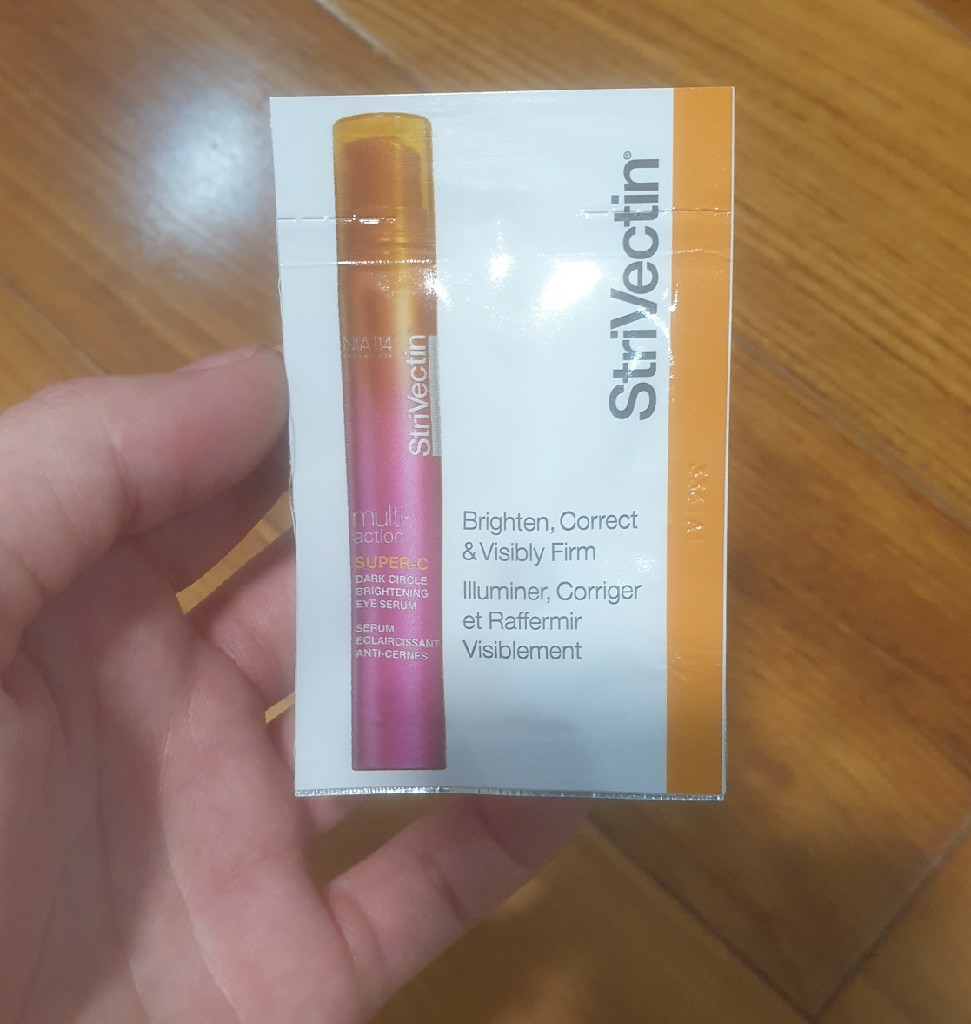 StriVectin®
NIA 114
StriVectin
multi-
action
SUPER-C
DARK CIRCLE
BRIGHTENING
EYE SERUM
SERUM
ECLAIRCISSANT
ANTI-CERNES
Brighten, Correct
& Visibly Firm
Illuminer, Corriger
et Raffermir
Visiblement